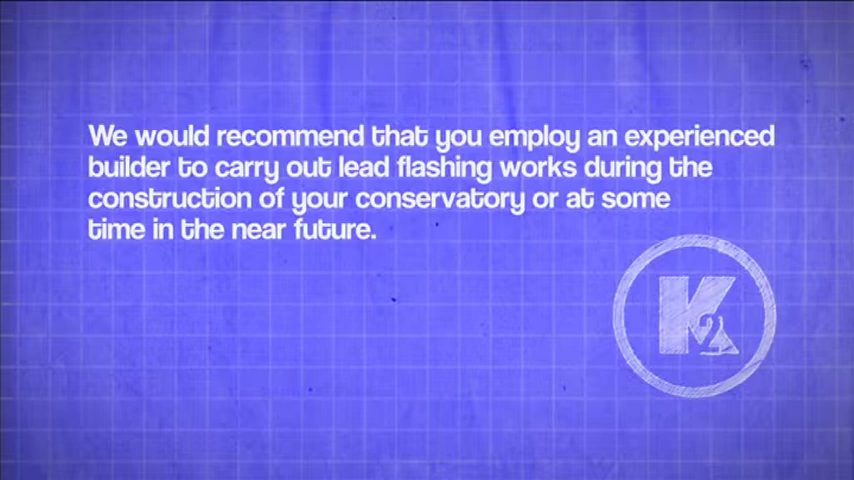 We would recommend that you employ an experienced
builder to carry out lead flashing works during the
construction of your conservatory or at some
time in the near future.
K2